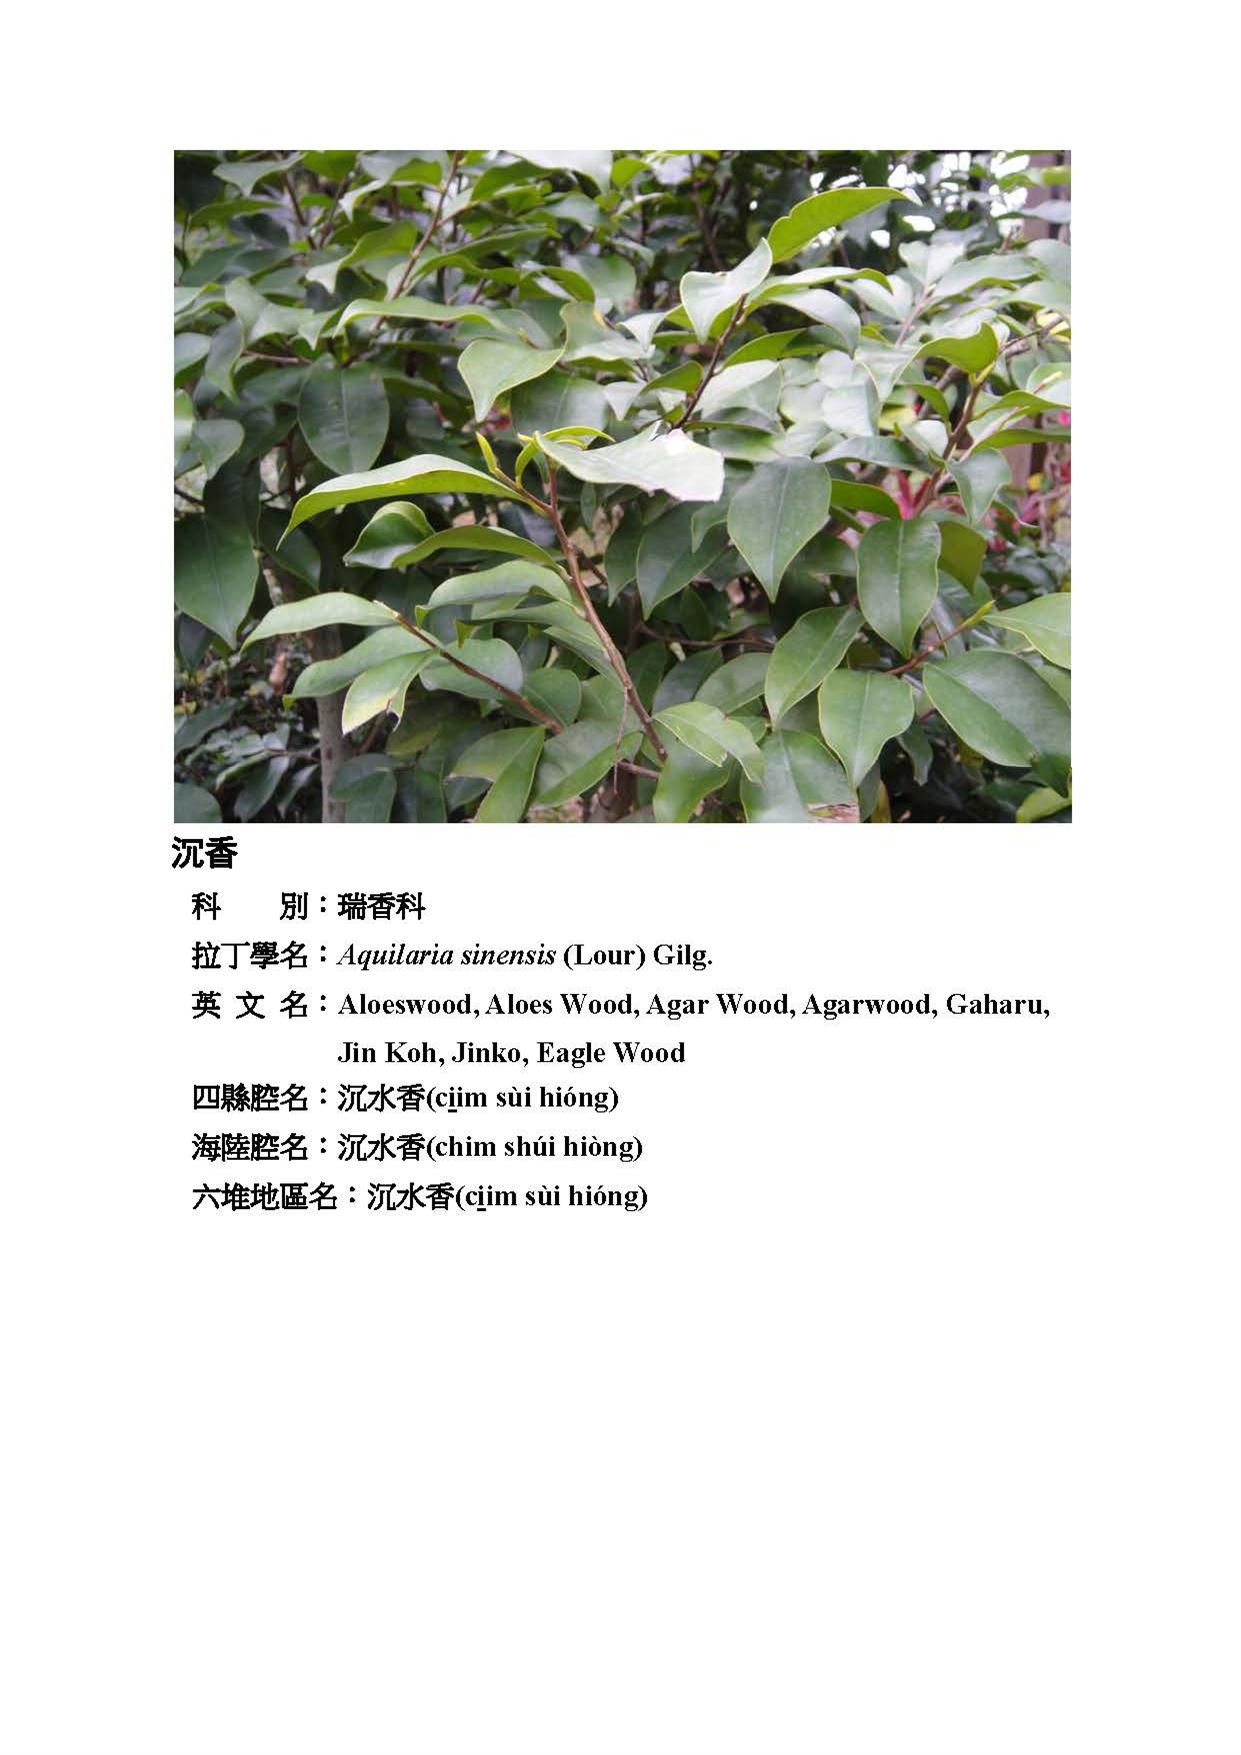 沉香
科　　別：瑞香科
拉丁學名：Aquilaria sinensis (Lour) Gilg.
英 文 名：Aloeswood, Aloes Wood, Agar Wood, Agarwood, Gaharu,
Jin Koh, Jinko, Eagle Wood
四縣腔名：沉水香(ci̲im sùi hióng)
海陸腔名：沉水香(chim shúi hiòng)
六堆地區名：沉水香(ci̲im sùi hióng)